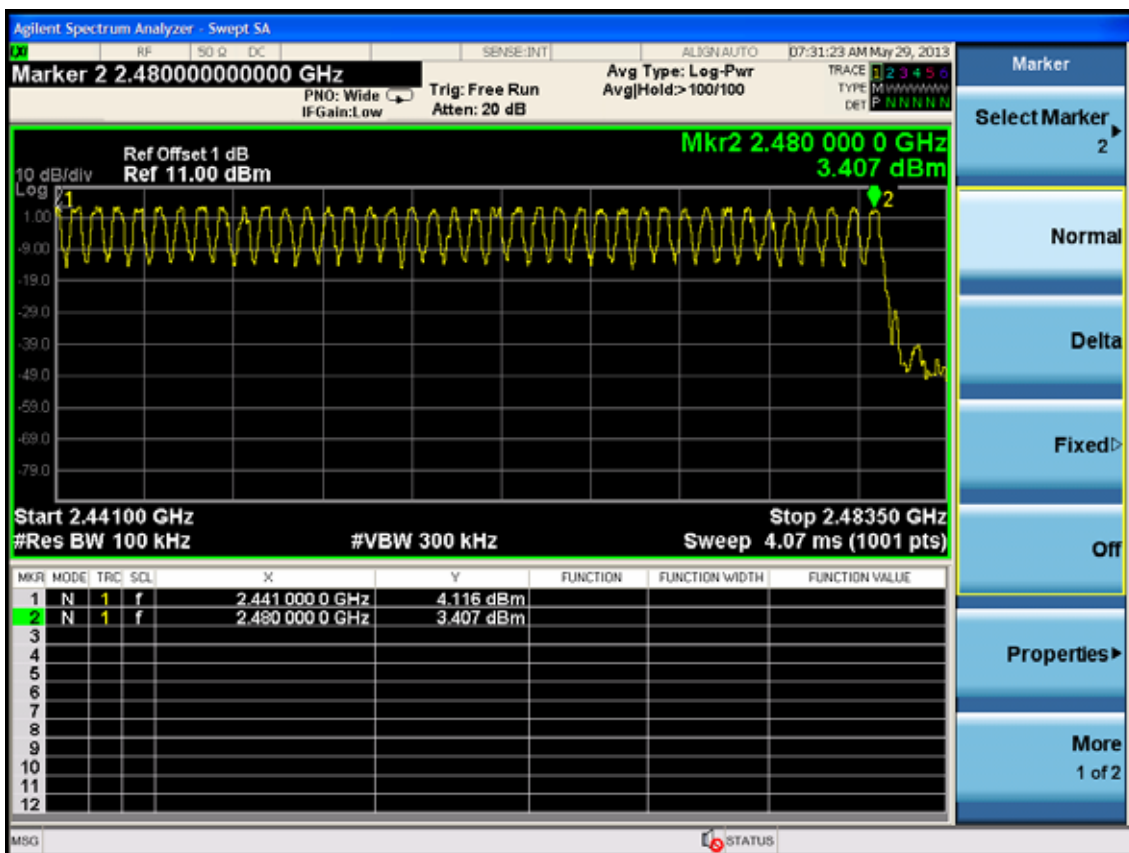 Agilent Spectrum Analyzer - Swept SA
LXI RF 50 Ω DC SENSE:INT ALIGN AUTO 07:31:23 AM May 29, 2013
Marker 2 2.480000000000 GHz
PNO: Wide
IFGain:Low
Trig: Free Run
Atten: 20 dB
Avg Type: Log-Pwr
Avg|Hold:>100/100
TRACE 1 2 3 4 5 6
TYPE M W W W W W
DET P N N N N N
Mkr2 2.480 000 0 GHz
3.407 dBm
Ref Offset 1 dB
10 dB/div Ref 11.00 dBm
Log
1 2
1.00
-9.00
-19.0
-29.0
-39.0
-49.0
-59.0
-69.0
-79.0
Start 2.44100 GHz Stop 2.48350 GHz
#Res BW 100 kHz #VBW 300 kHz Sweep 4.07 ms (1001 pts)
MKR MODE TRC SCL X Y FUNCTION FUNCTION WIDTH FUNCTION VALUE
1 N 1 f 2.441 000 0 GHz 4.116 dBm
2 N 1 f 2.480 000 0 GHz 3.407 dBm
3
4
5
6
7
8
9
10
11
12
MSG STATUS
Marker
Select Marker
2
Normal
Delta
Fixed
Off
Properties
More
1 of 2